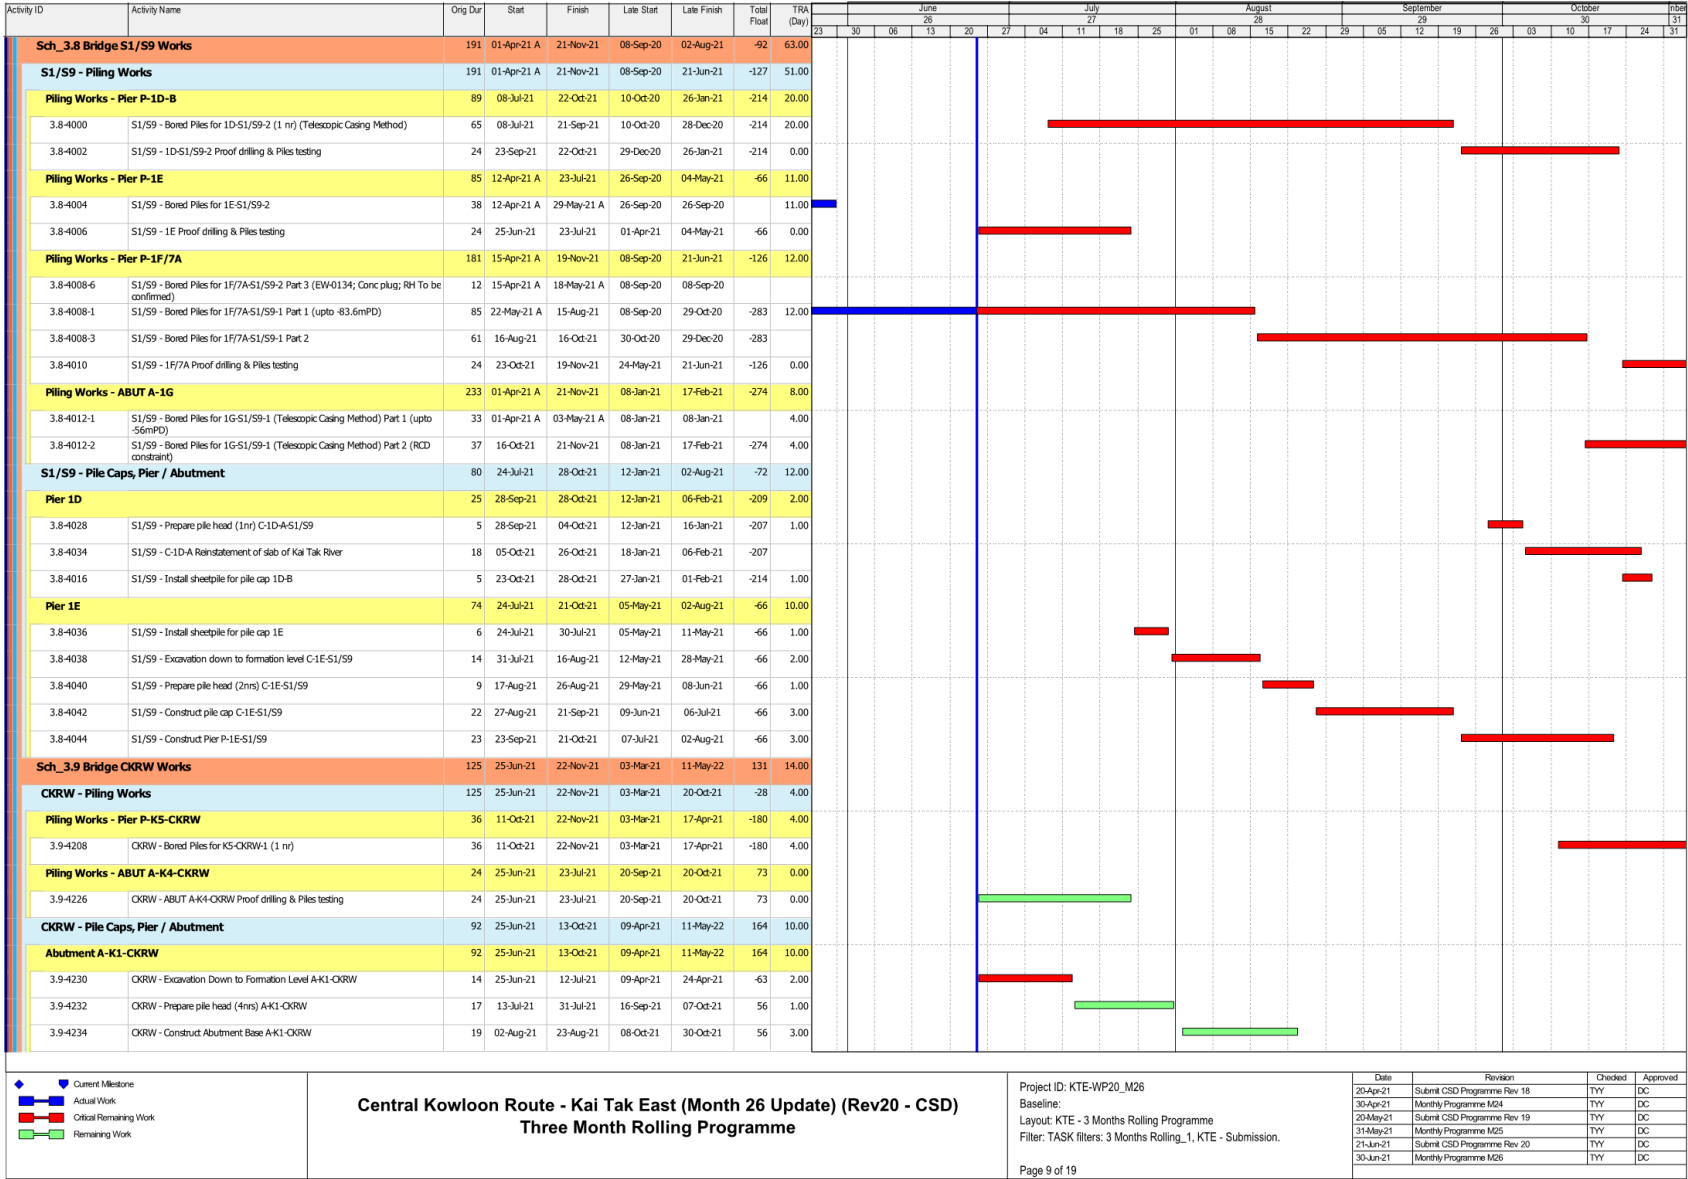 Activity ID Activity Name Orig Dur Start Finish Late Start Late Finish Total Float TRA (Day) June July August September October mber
26 27 28 29 30 31
23 30 06 13 20 27 04 11 18 25 01 08 15 22 29 05 12 19 26 03 10 17 24 31
Sch_3.8 Bridge S1/S9 Works 191 01-Apr-21 A 21-Nov-21 08-Sep-20 02-Aug-21 -92 63.00
S1/S9 - Piling Works 191 01-Apr-21 A 21-Nov-21 08-Sep-20 21-Jun-21 -127 51.00
Piling Works - Pier P-1D-B 89 08-Jul-21 22-Oct-21 10-Oct-20 26-Jan-21 -214 20.00
3.8-4000 S1/S9 - Bored Piles for 1D-S1/S9-2 (1 nr) (Telescopic Casing Method) 65 08-Jul-21 21-Sep-21 10-Oct-20 28-Dec-20 -214 20.00
3.8-4002 S1/S9 - 1D-S1/S9-2 Proof drilling & Piles testing 24 23-Sep-21 22-Oct-21 29-Dec-20 26-Jan-21 -214 0.00
Piling Works - Pier P-1E 85 12-Apr-21 A 23-Jul-21 26-Sep-20 04-May-21 -66 11.00
3.8-4004 S1/S9 - Bored Piles for 1E-S1/S9-2 38 12-Apr-21 A 29-May-21 A 26-Sep-20 26-Sep-20 11.00
3.8-4006 S1/S9 - 1E Proof drilling & Piles testing 24 25-Jun-21 23-Jul-21 01-Apr-21 04-May-21 -66 0.00
Piling Works - Pier P-1F/7A 181 15-Apr-21 A 19-Nov-21 08-Sep-20 21-Jun-21 -126 12.00
3.8-4008-6 S1/S9 - Bored Piles for 1F/7A-S1/S9-2 Part 3 (EW-0134; Conc plug; RH To be confirmed) 12 15-Apr-21 A 18-May-21 A 08-Sep-20 08-Sep-20
3.8-4008-1 S1/S9 - Bored Piles for 1F/7A-S1/S9-1 Part 1 (upto -83.6mPD) 85 22-May-21 A 15-Aug-21 08-Sep-20 29-Oct-20 -283 12.00
3.8-4008-3 S1/S9 - Bored Piles for 1F/7A-S1/S9-1 Part 2 61 16-Aug-21 16-Oct-21 30-Oct-20 29-Dec-20 -283
3.8-4010 S1/S9 - 1F/7A Proof drilling & Piles testing 24 23-Oct-21 19-Nov-21 24-May-21 21-Jun-21 -126 0.00
Piling Works - ABUT A-1G 233 01-Apr-21 A 21-Nov-21 08-Jan-21 17-Feb-21 -274 8.00
3.8-4012-1 S1/S9 - Bored Piles for 1G-S1/S9-1 (Telescopic Casing Method) Part 1 (upto -56mPD) 33 01-Apr-21 A 03-May-21 A 08-Jan-21 08-Jan-21 4.00
3.8-4012-2 S1/S9 - Bored Piles for 1G-S1/S9-1 (Telescopic Casing Method) Part 2 (RCD constraint) 37 16-Oct-21 21-Nov-21 08-Jan-21 17-Feb-21 -274 4.00
S1/S9 - Pile Caps, Pier / Abutment 80 24-Jul-21 28-Oct-21 12-Jan-21 02-Aug-21 -72 12.00
Pier 1D 25 28-Sep-21 28-Oct-21 12-Jan-21 06-Feb-21 -209 2.00
3.8-4028 S1/S9 - Prepare pile head (1nr) C-1D-A-S1/S9 5 28-Sep-21 04-Oct-21 12-Jan-21 16-Jan-21 -207 1.00
3.8-4034 S1/S9 - C-1D-A Reinstatement of slab of Kai Tak River 18 05-Oct-21 26-Oct-21 18-Jan-21 06-Feb-21 -207
3.8-4016 S1/S9 - Install sheetpile for pile cap 1D-B 5 23-Oct-21 28-Oct-21 27-Jan-21 01-Feb-21 -214 1.00
Pier 1E 74 24-Jul-21 21-Oct-21 05-May-21 02-Aug-21 -66 10.00
3.8-4036 S1/S9 - Install sheetpile for pile cap 1E 6 24-Jul-21 30-Jul-21 05-May-21 11-May-21 -66 1.00
3.8-4038 S1/S9 - Excavation down to formation level C-1E-S1/S9 14 31-Jul-21 16-Aug-21 12-May-21 28-May-21 -66 2.00
3.8-4040 S1/S9 - Prepare pile head (2nrs) C-1E-S1/S9 9 17-Aug-21 26-Aug-21 29-May-21 08-Jun-21 -66 1.00
3.8-4042 S1/S9 - Construct pile cap C-1E-S1/S9 22 27-Aug-21 21-Sep-21 09-Jun-21 06-Jul-21 -66 3.00
3.8-4044 S1/S9 - Construct Pier P-1E-S1/S9 23 23-Sep-21 21-Oct-21 07-Jul-21 02-Aug-21 -66 3.00
Sch_3.9 Bridge CKRW Works 125 25-Jun-21 22-Nov-21 03-Mar-21 11-May-22 131 14.00
CKRW - Piling Works 125 25-Jun-21 22-Nov-21 03-Mar-21 20-Oct-21 -28 4.00
Piling Works - Pier P-K5-CKRW 36 11-Oct-21 22-Nov-21 03-Mar-21 17-Apr-21 -180 4.00
3.9-4208 CKRW - Bored Piles for K5-CKRW-1 (1 nr) 36 11-Oct-21 22-Nov-21 03-Mar-21 17-Apr-21 -180 4.00
Piling Works - ABUT A-K4-CKRW 24 25-Jun-21 23-Jul-21 20-Sep-21 20-Oct-21 73 0.00
3.9-4226 CKRW - ABUT A-K4-CKRW Proof drilling & Piles testing 24 25-Jun-21 23-Jul-21 20-Sep-21 20-Oct-21 73 0.00
CKRW - Pile Caps, Pier / Abutment 92 25-Jun-21 13-Oct-21 09-Apr-21 11-May-22 164 10.00
Abutment A-K1-CKRW 92 25-Jun-21 13-Oct-21 09-Apr-21 11-May-22 164 10.00
3.9-4230 CKRW - Excavation Down to Formation Level A-K1-CKRW 14 25-Jun-21 12-Jul-21 09-Apr-21 24-Apr-21 -63 2.00
3.9-4232 CKRW - Prepare pile head (4nrs) A-K1-CKRW 17 13-Jul-21 31-Jul-21 16-Sep-21 07-Oct-21 56 1.00
3.9-4234 CKRW - Construct Abutment Base A-K1-CKRW 19 02-Aug-21 23-Aug-21 08-Oct-21 30-Oct-21 56 3.00
Current Milestone
Actual Work
Critical Remaining Work
Remaining Work
Central Kowloon Route - Kai Tak East (Month 26 Update) (Rev20 - CSD)
Three Month Rolling Programme
Project ID: KTE-WP20_M26
Baseline:
Layout: KTE - 3 Months Rolling Programme
Filter: TASK filters: 3 Months Rolling_1, KTE - Submission.
Page 9 of 19
Date Revision Checked Approved
20-Apr-21 Submit CSD Programme Rev 18 TYY DC
30-Apr-21 Monthly Programme M24 TYY DC
20-May-21 Submit CSD Programme Rev 19 TYY DC
31-May-21 Monthly Programme M25 TYY DC
21-Jun-21 Submit CSD Programme Rev 20 TYY DC
30-Jun-21 Monthly Programme M26 TYY DC